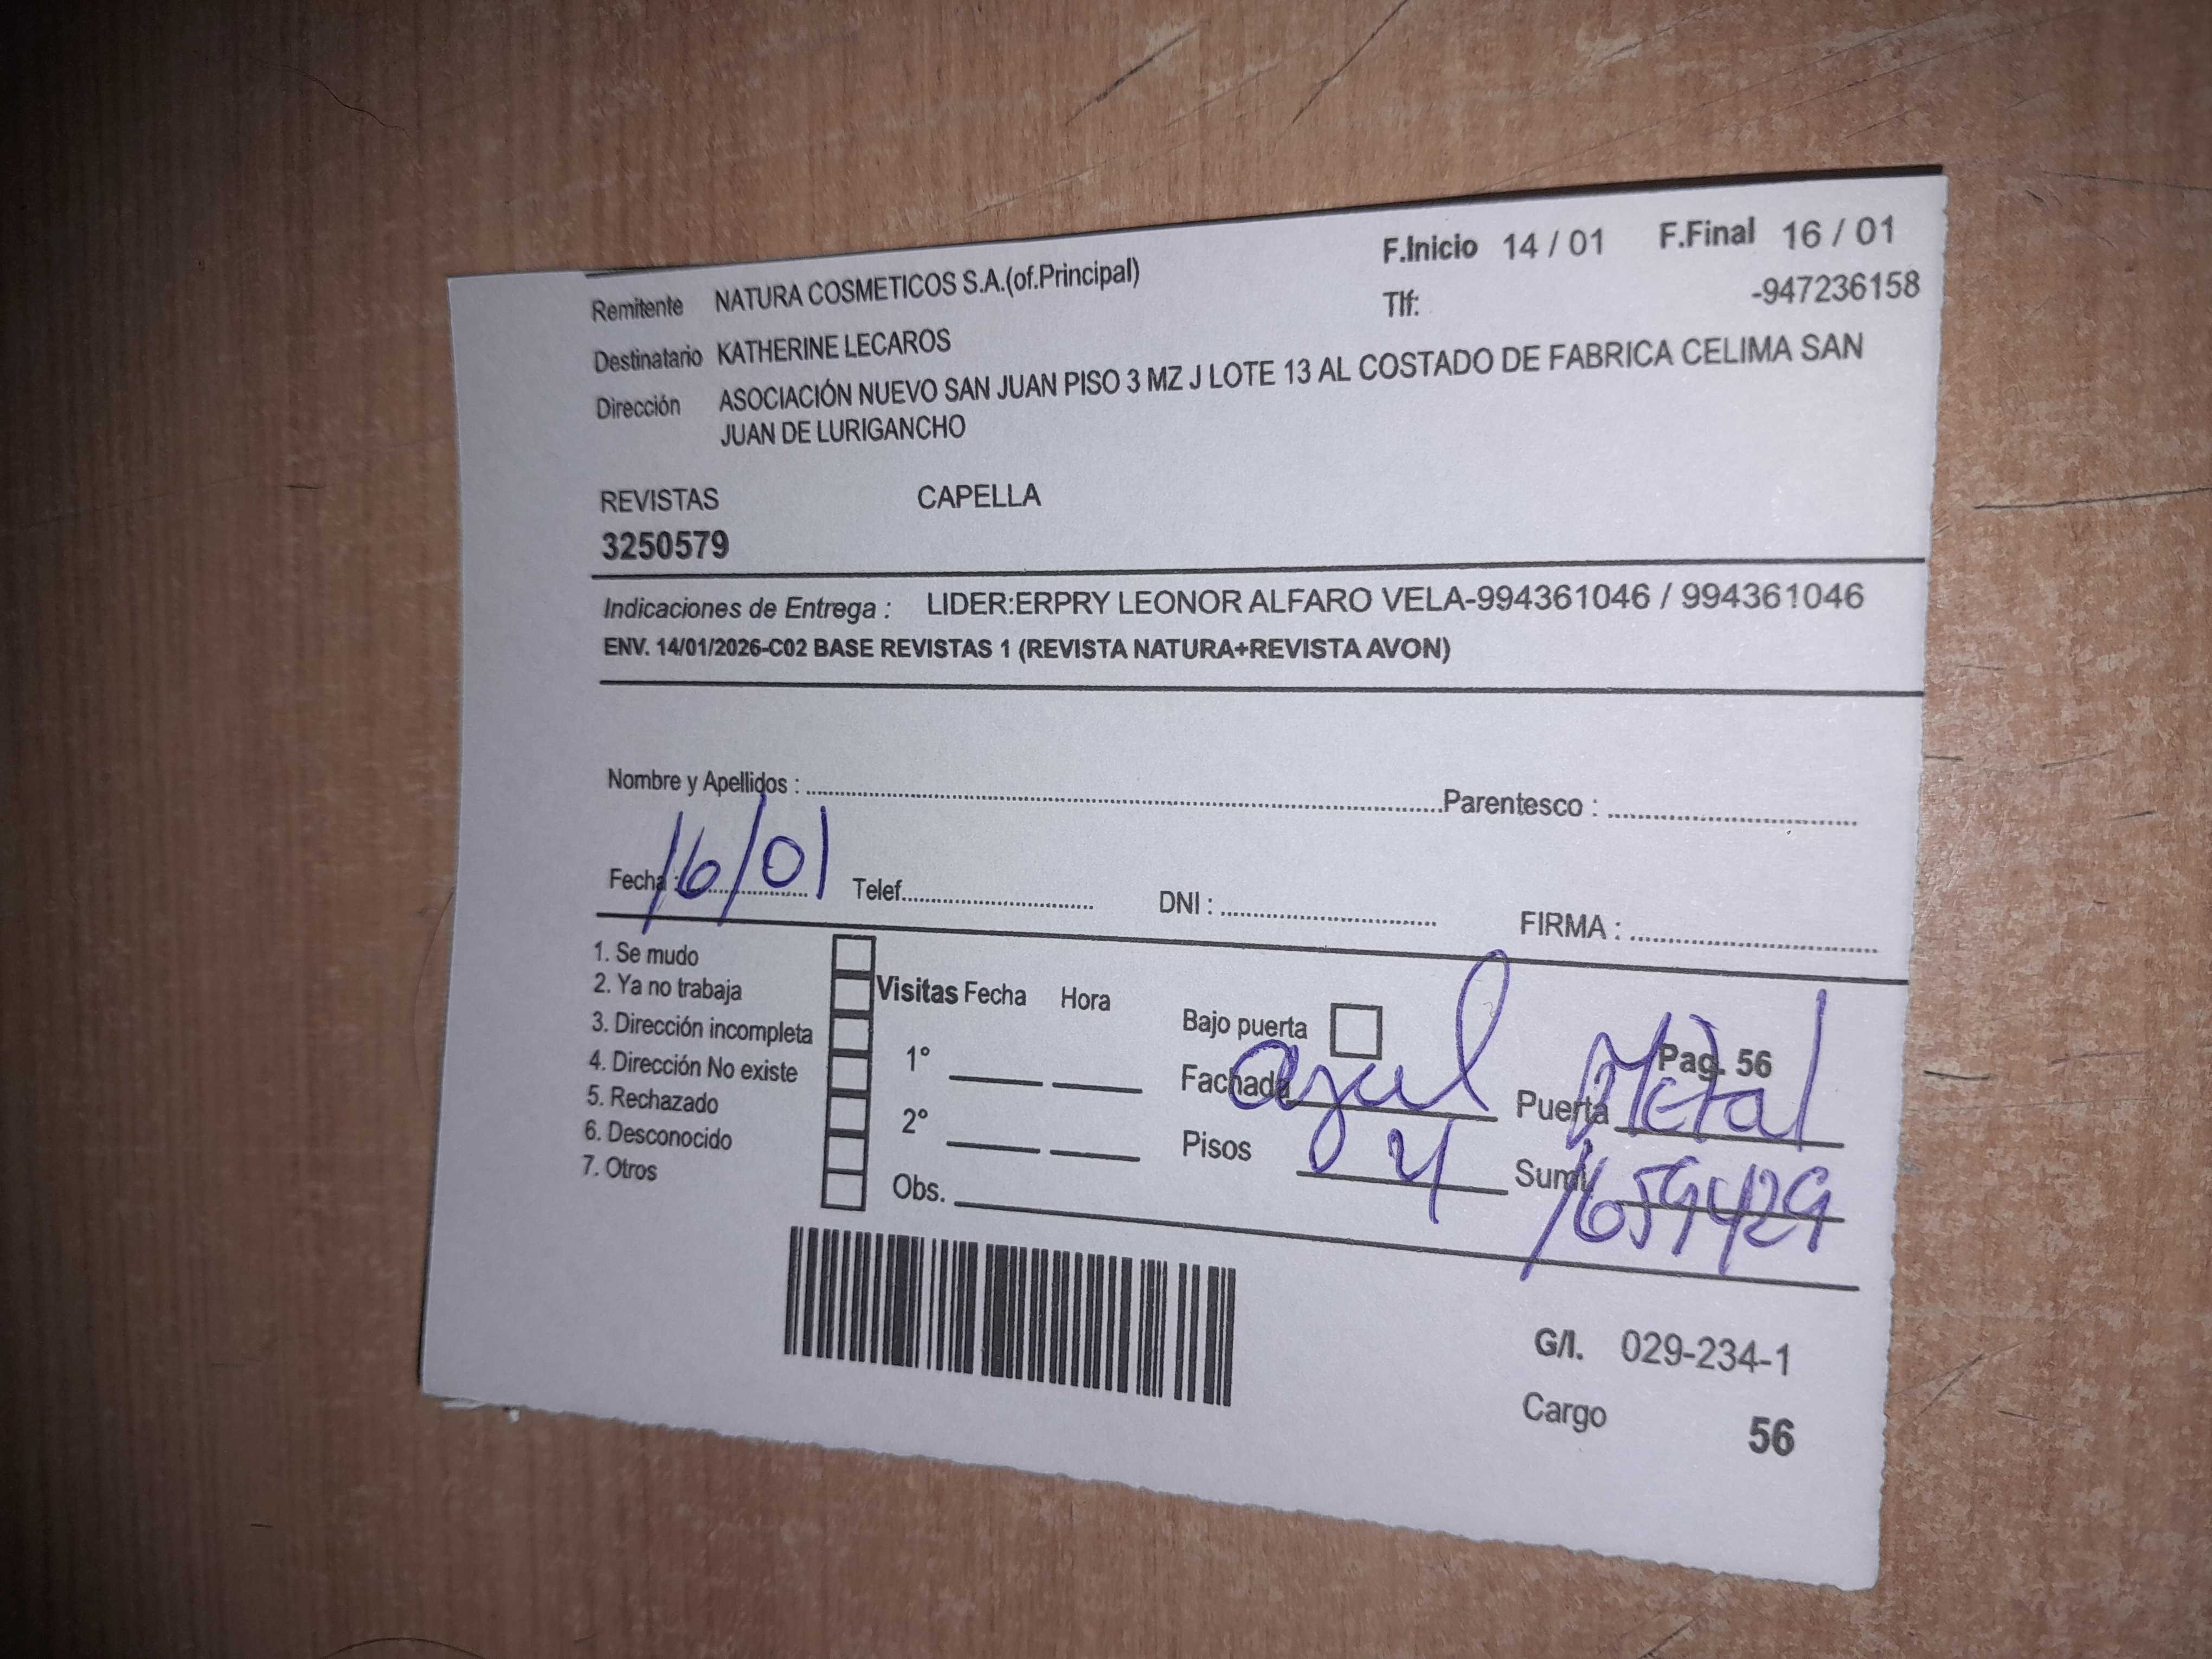 F.Inicio 14 / 01 F.Final 16 / 01
Remitente NATURA COSMETICOS S.A.(of.Principal) Tlf: -947236158
Destinatario KATHERINE LECAROS
Dirección ASOCIACIÓN NUEVO SAN JUAN PISO 3 MZ J LOTE 13 AL COSTADO DE FABRICA CELIMA SAN
JUAN DE LURIGANCHO
REVISTAS CAPELLA
3250579
Indicaciones de Entrega : LIDER:ERPRY LEONOR ALFARO VELA-994361046 / 994361046
ENV. 14/01/2026-C02 BASE REVISTAS 1 (REVISTA NATURA+REVISTA AVON)
Nombre y Apellidos : Parentesco :
Fecha : 16/01 Telef. DNI : FIRMA :
1. Se mudo
2. Ya no trabaja
3. Dirección incompleta
4. Dirección No existe
5. Rechazado
6. Desconocido
7. Otros
Visitas Fecha Hora
1°
2°
Obs.
Bajo puerta Pag. 56
Fachada azul Puerta Metal
Pisos 4 Sumi. 1659429
G/I. 029-234-1
Cargo 56